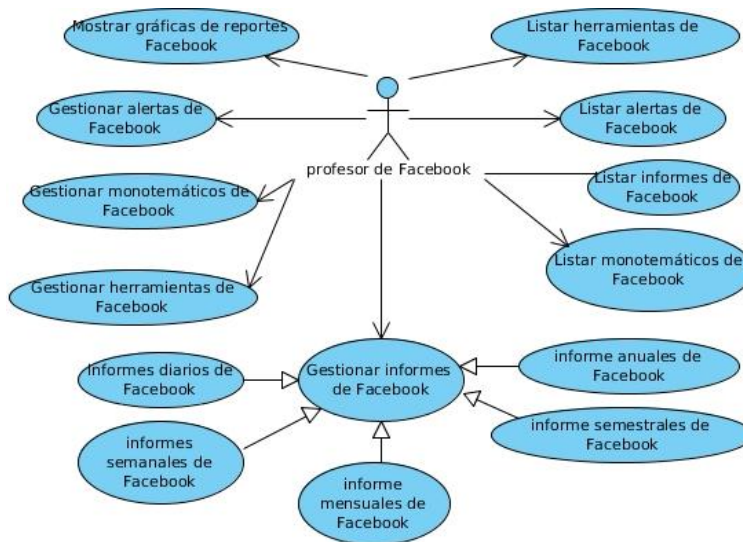 Mostrar gráficas de reportes
Facebook
Listar herramientas de
Facebook
Gestionar alertas de
Facebook
Listar alertas de
Facebook
profesor de Facebook
Gestionar monotemáticos de
Facebook
Listar informes de
Facebook
Listar monotemáticos de
Facebook
Gestionar herramientas de
Facebook
Informes diarios de
Facebook
Gestionar informes
de Facebook
informe anuales de
Facebook
informes
semanales de
Facebook
informe semestrales de
Facebook
informe
mensuales de
Facebook